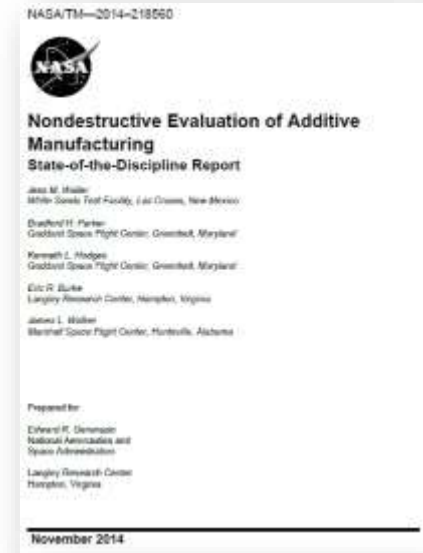 NASA/TM—2014–218560
NASA
Nondestructive Evaluation of Additive
Manufacturing
State-of-the-Discipline Report
Jess M. Waller
White Sands Test Facility, Las Cruces, New Mexico
Bradford H. Parker
Goddard Space Flight Center, Greenbelt, Maryland
Kenneth L. Hodges
Goddard Space Flight Center, Greenbelt, Maryland
Eric R. Burke
Langley Research Center, Hampton, Virginia
James L. Walker
Marshall Space Flight Center, Huntsville, Alabama
Prepared for
Edward R. Generazio
National Aeronautics and
Space Administration
Langley Research Center
Hampton, Virginia
November 2014